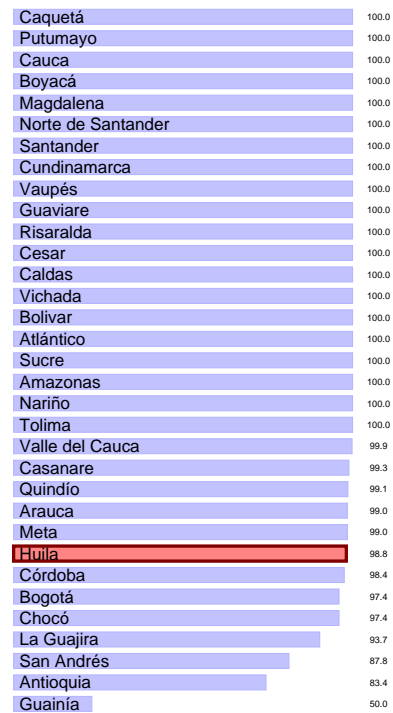 Caquetá 100.0
Putumayo 100.0
Cauca 100.0
Boyacá 100.0
Magdalena 100.0
Norte de Santander 100.0
Santander 100.0
Cundinamarca 100.0
Vaupés 100.0
Guaviare 100.0
Risaralda 100.0
Cesar 100.0
Caldas 100.0
Vichada 100.0
Bolivar 100.0
Atlántico 100.0
Sucre 100.0
Amazonas 100.0
Nariño 100.0
Tolima 100.0
Valle del Cauca 99.9
Casanare 99.3
Quindío 99.1
Arauca 99.0
Meta 99.0
Huila 98.8
Córdoba 98.4
Bogotá 97.4
Chocó 97.4
La Guajira 93.7
San Andrés 87.8
Antioquia 83.4
Guainía 50.0